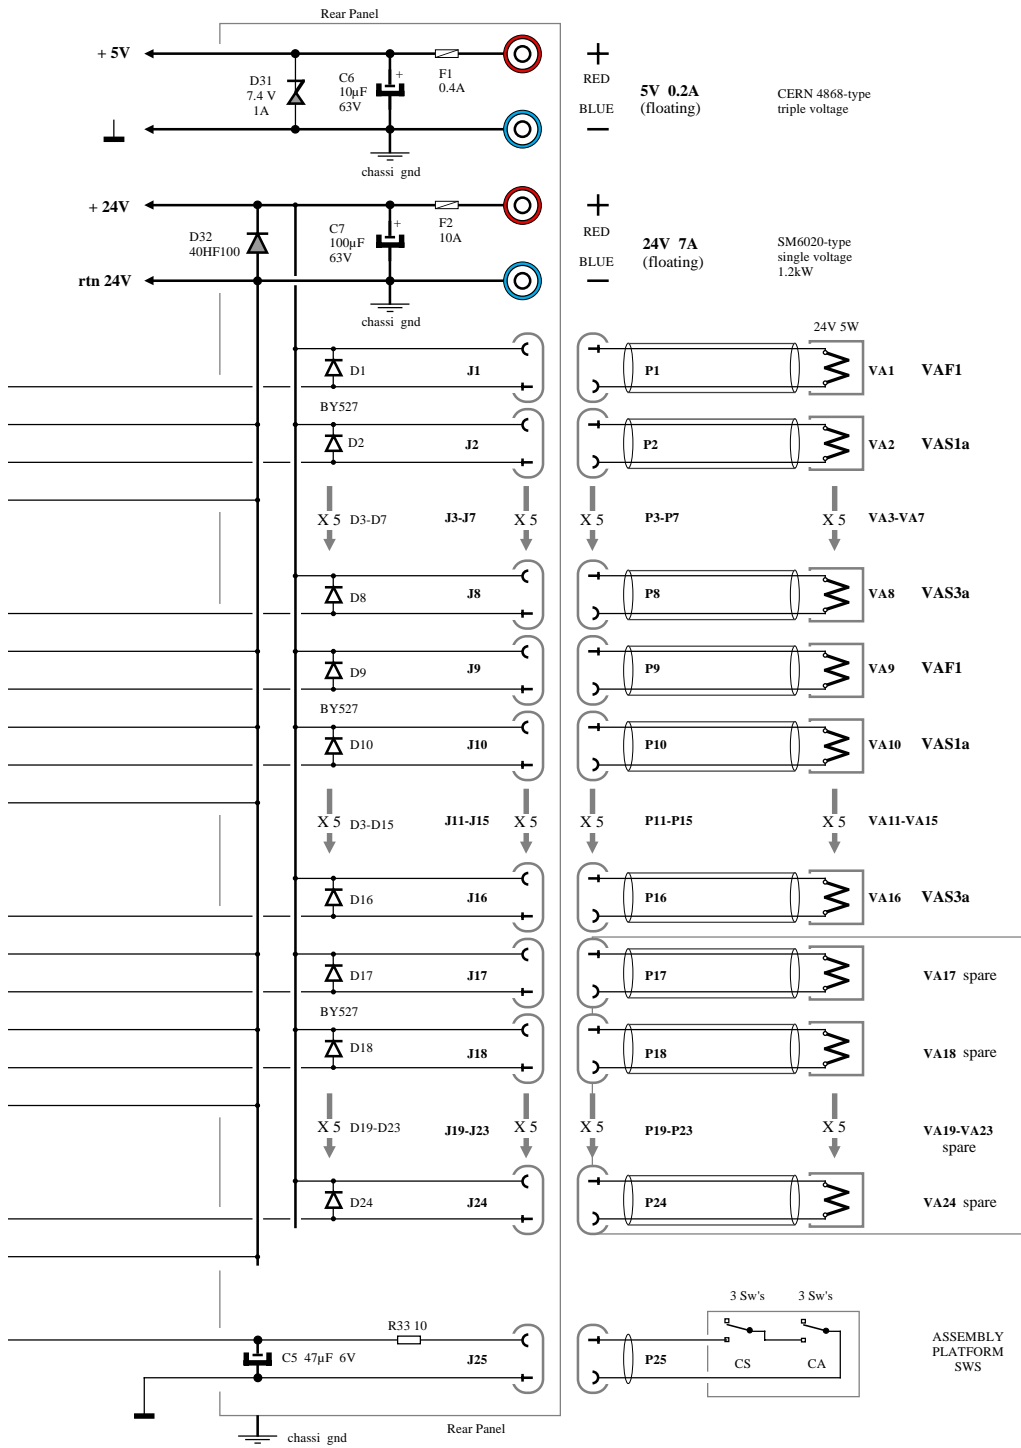 Rear Panel
+ 5V
D31
7.4 V
1A
C6
10µF
63V
+
F1
0.4A
RED
BLUE
5V 0.2A
(floating)
CERN 4868-type
triple voltage
chassi gnd
+ 24V
D32
40HF100
C7
100µF
63V
+
F2
10A
RED
BLUE
24V 7A
(floating)
SM6020-type
single voltage
1.2kW
rtn 24V
chassi gnd
24V 5W
D1 J1 P1 VA1 VAF1
BY527
D2 J2 P2 VA2 VAS1a
X 5 D3-D7 J3-J7 X 5 X 5 P3-P7 X 5 VA3-VA7
D8 J8 P8 VA8 VAS3a
D9 J9 P9 VA9 VAF1
BY527
D10 J10 P10 VA10 VAS1a
X 5 D3-D15 J11-J15 X 5 X 5 P11-P15 X 5 VA11-VA15
D16 J16 P16 VA16 VAS3a
D17 J17 P17 VA17 spare
BY527
D18 J18 P18 VA18 spare
X 5 D19-D23 J19-J23 X 5 X 5 P19-P23 X 5 VA19-VA23
spare
D24 J24 P24 VA24 spare
3 Sw's 3 Sw's
R33 10
C5 47µF 6V
J25 P25
CS CA
ASSEMBLY
PLATFORM
SWS
Rear Panel
chassi gnd